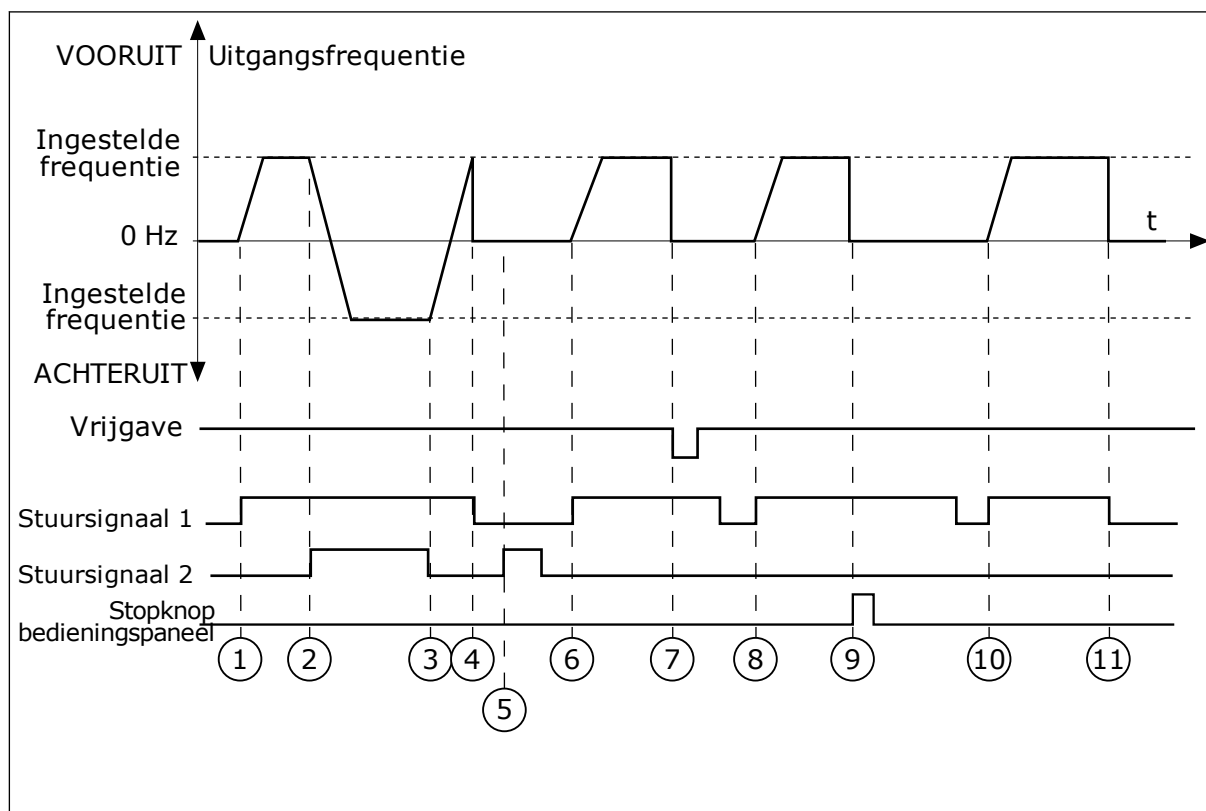 VOORUIT
Uitgangsfrequentie
Ingestelde
frequentie
0 Hz
t
Ingestelde
frequentie
ACHTERUIT
Vrijgave
Stuursignaal 1
Stuursignaal 2
Stopknop
bedieningspaneel
1 2 3 4 6 7 8 9 10 11
5